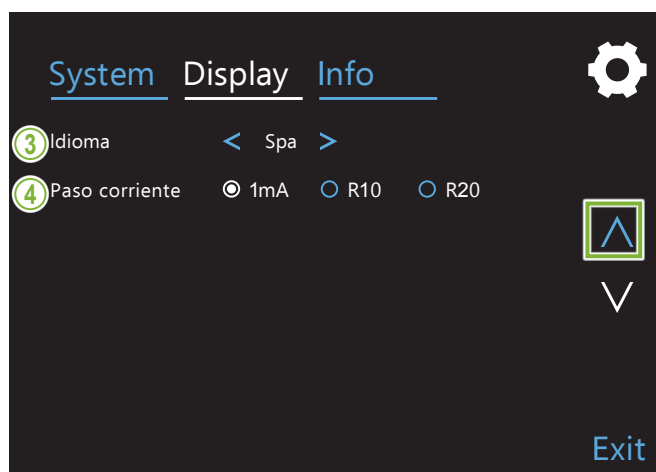 System Display Info
3 Idioma < Spa >
4 Paso corriente 1mA R10 R20
Exit